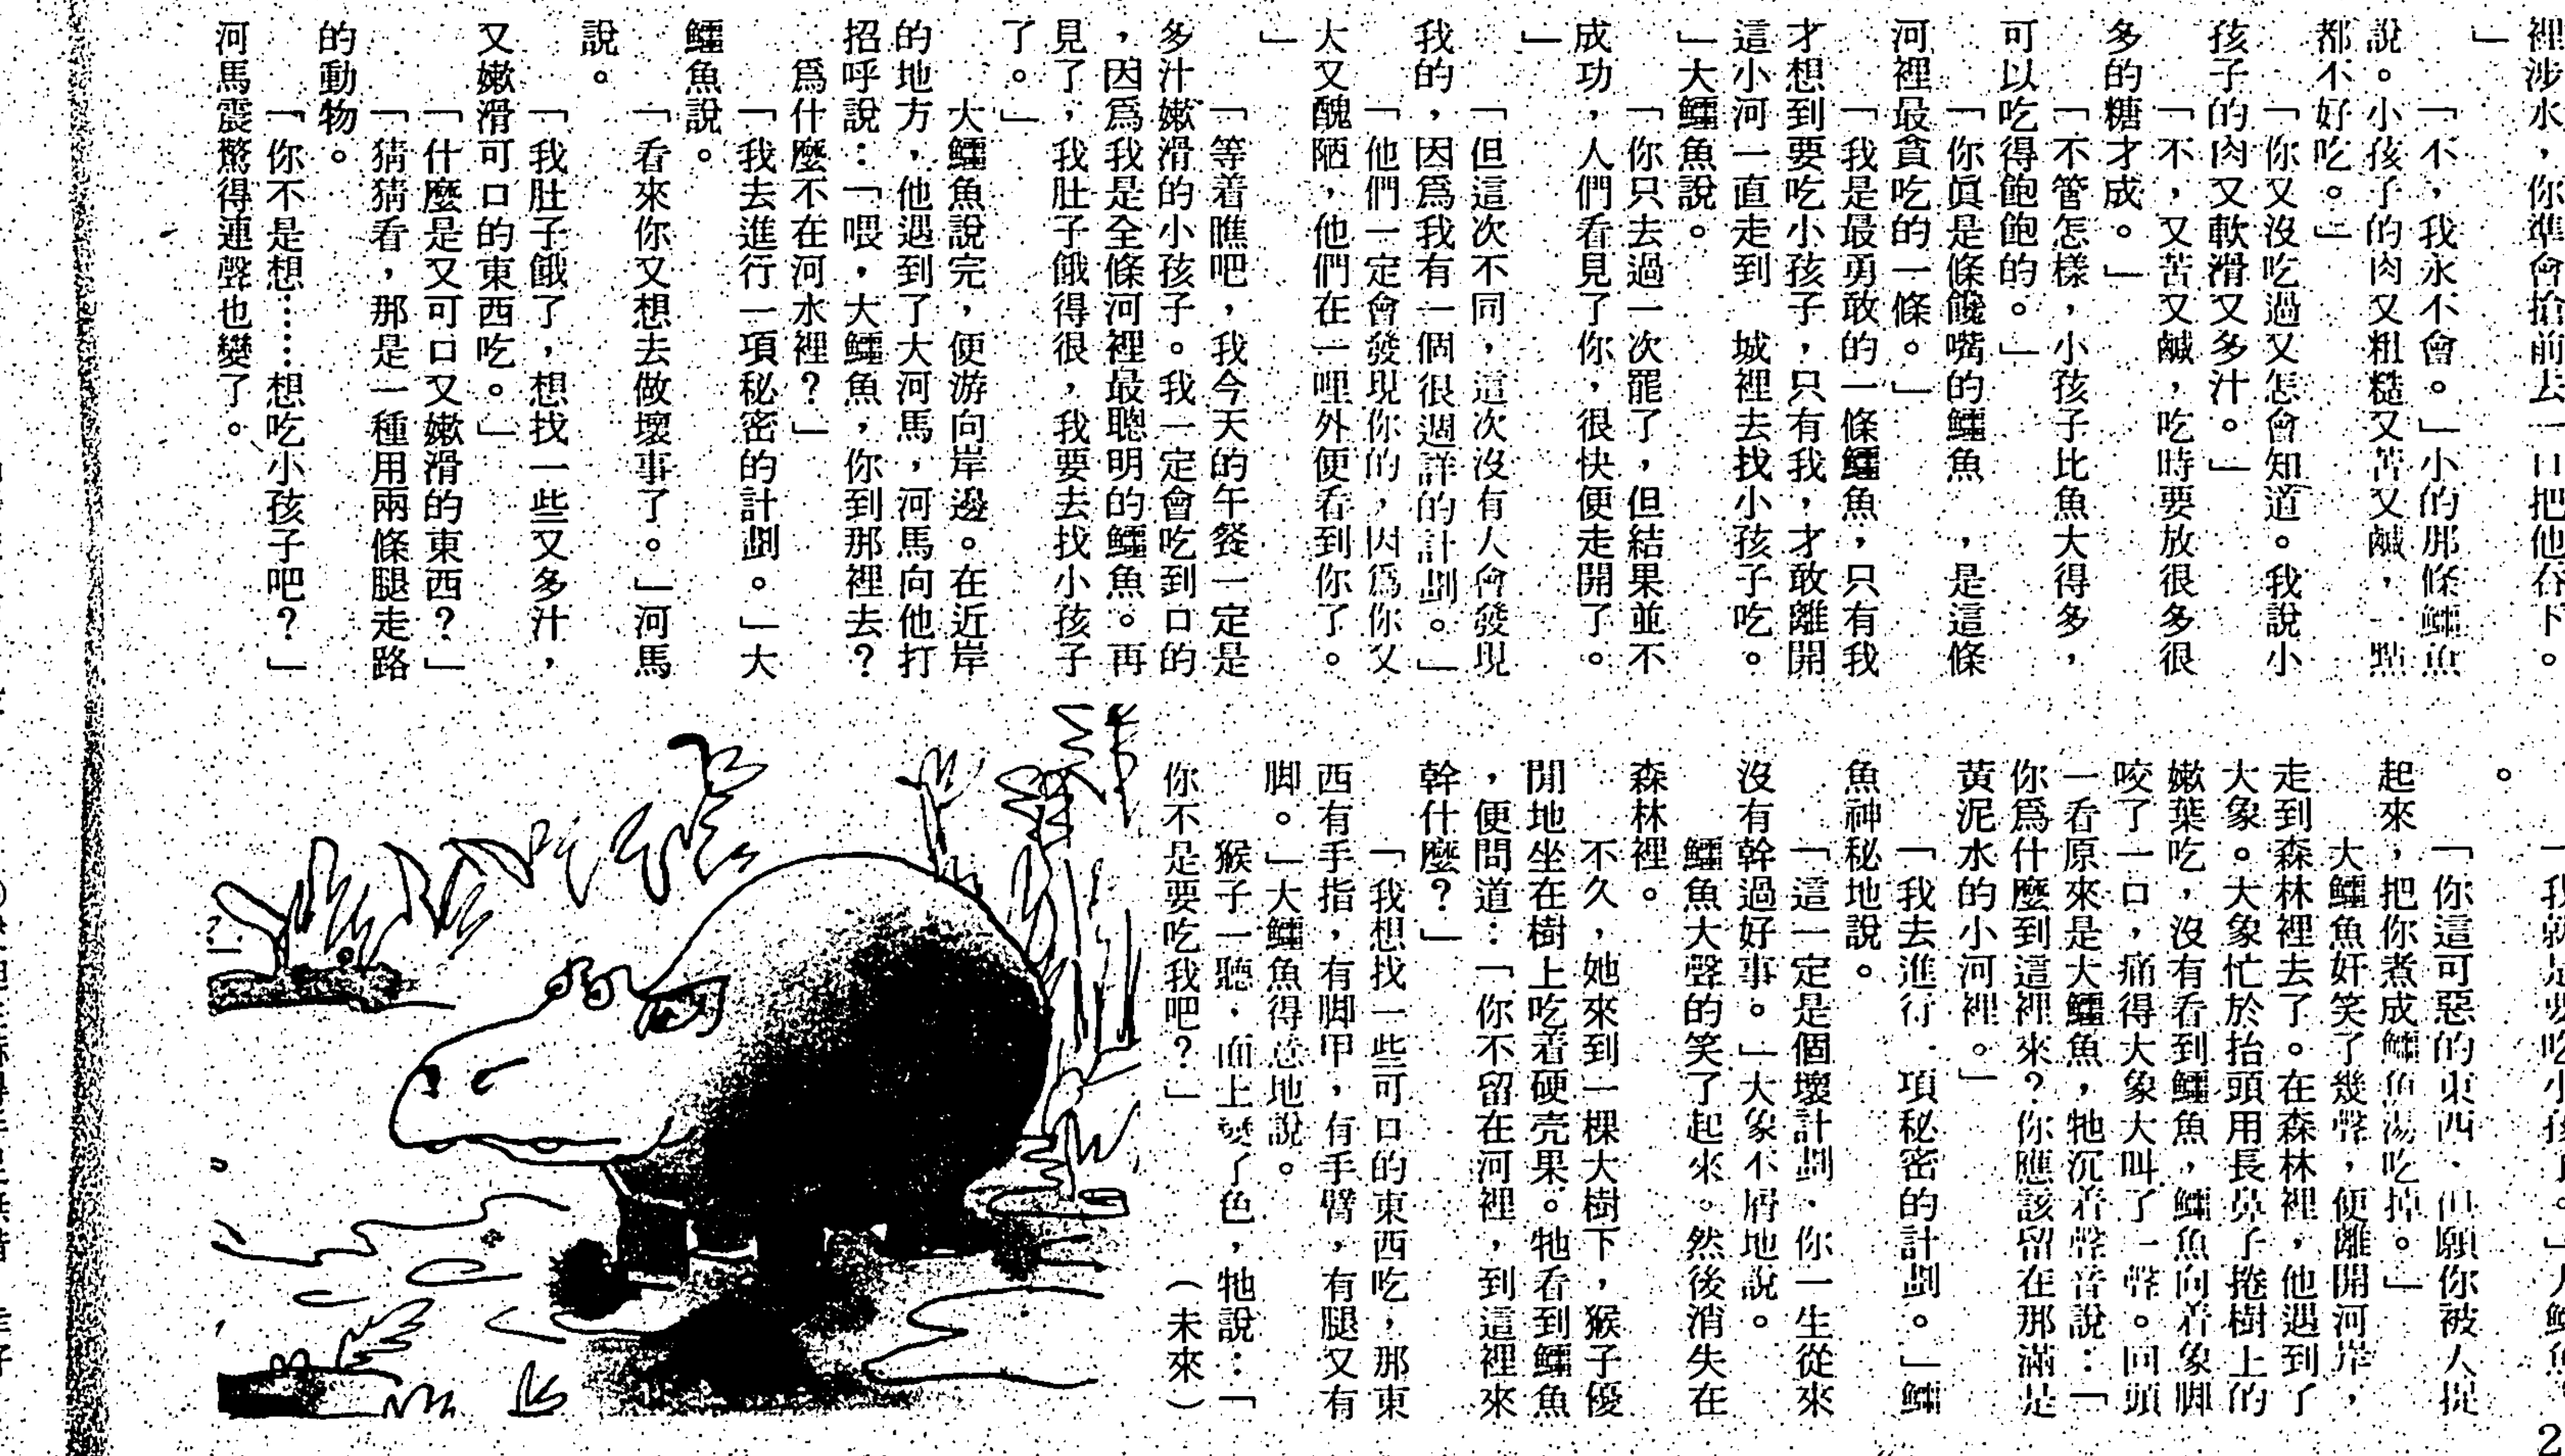 裡涉水，你準會搶前去一口把他吞下。
」
「不，我永不會。」小的那條鱷魚
說。小孩子的肉又粗糙又苦又鹹，一點
都不好吃。」
「你又沒吃過又怎會知道。我說小
孩子的肉又軟滑又多汁。」
「不，又苦又鹹，吃時要放很多很
多的糖才成。」
「不管怎樣，小孩子比魚大得多，
可以吃得飽飽的。」
「你眞是條饞嘴的鱷魚，是這條
河裡最貪吃的一條。」
「我是最勇敢的一條鱷魚，只有我
才想到要吃小孩子，只有我，才敢離開
這小河一直走到　城裡去找小孩子吃。
」大鱷魚說。
「你只去過一次罷了，但結果並不
成功，人們看見了你，很快便走開了。
」
「但這次不同，這次沒有人會發現
我的，因爲我有一個很週詳的計劃。」
「他們一定會發現你的，因爲你又
大又醜陋，他們在一哩外便看到你了。
」
「等着瞧吧，我今天的午餐一定是
多汁嫰滑的小孩子。我一定會吃到口的
，因爲我是全條河裡最聰明的鱷魚。再
見了，我肚子餓得很，我要去找小孩子
了。」
大鱷魚說完，便游向岸邊。在近岸
的地方，他遇到了大河馬，河馬向他打
招呼說：「喂，大鱷魚，你到那裡去？
爲什麼不在河水裡？」
「我去進行一項秘密的計劃。」大
鱷魚說。
「看來你又想去做壞事了。」河馬
說。
「我肚子餓了，想找一些又多汁，
又嫰滑可口的東西吃。」
「什麼是又可口又嫰滑的東西？」
「猜猜看，那是一種用兩條腿走路
的動物。
「你不是想……想吃小孩子吧？」
河馬震驚得連聲也變了。
「我就是要吃小孩兒。」大鱷魚
。
「你這可惡的東西，但願你被人捉
起來，把你煮成鱷魚湯吃掉。」
大鱷魚奸笑了幾聲，便離開河岸，
走到森林裡去了。在森林裡，他遇到了
大象。大象忙於抬頭用長鼻子捲樹上的
嫰葉吃，沒有看到鱷魚，鱷魚向着象脚
咬了一口，痛得大象大叫了一聲。回頭
一看原來是大鱷魚，牠沉着聲音說：「
你爲什麼到這裡來？你應該留在那滿是
黃泥水的小河裡。」
「我去進行一項秘密的計劃。」鱷
魚神秘地說。
「這一定是個壞計劃，你一生從來
沒有幹過好事。」大象不屑地說。
鱷魚大聲的笑了起來。然後消失在
森林裡。
不久，她來到一棵大樹下，猴子優
閒地坐在樹上吃着硬壳果。牠看到鱷魚
，便問道：「你不留在河裡，到這裡來
幹什麼？」
「我想找一些可口的東西吃，那東
西有手指，有脚甲，有手臂，有腿又有
脚。」大鱷魚得意地說。
猴子一聽，面上變了色，牠說：「
你不是要吃我吧？」　（未來）
2